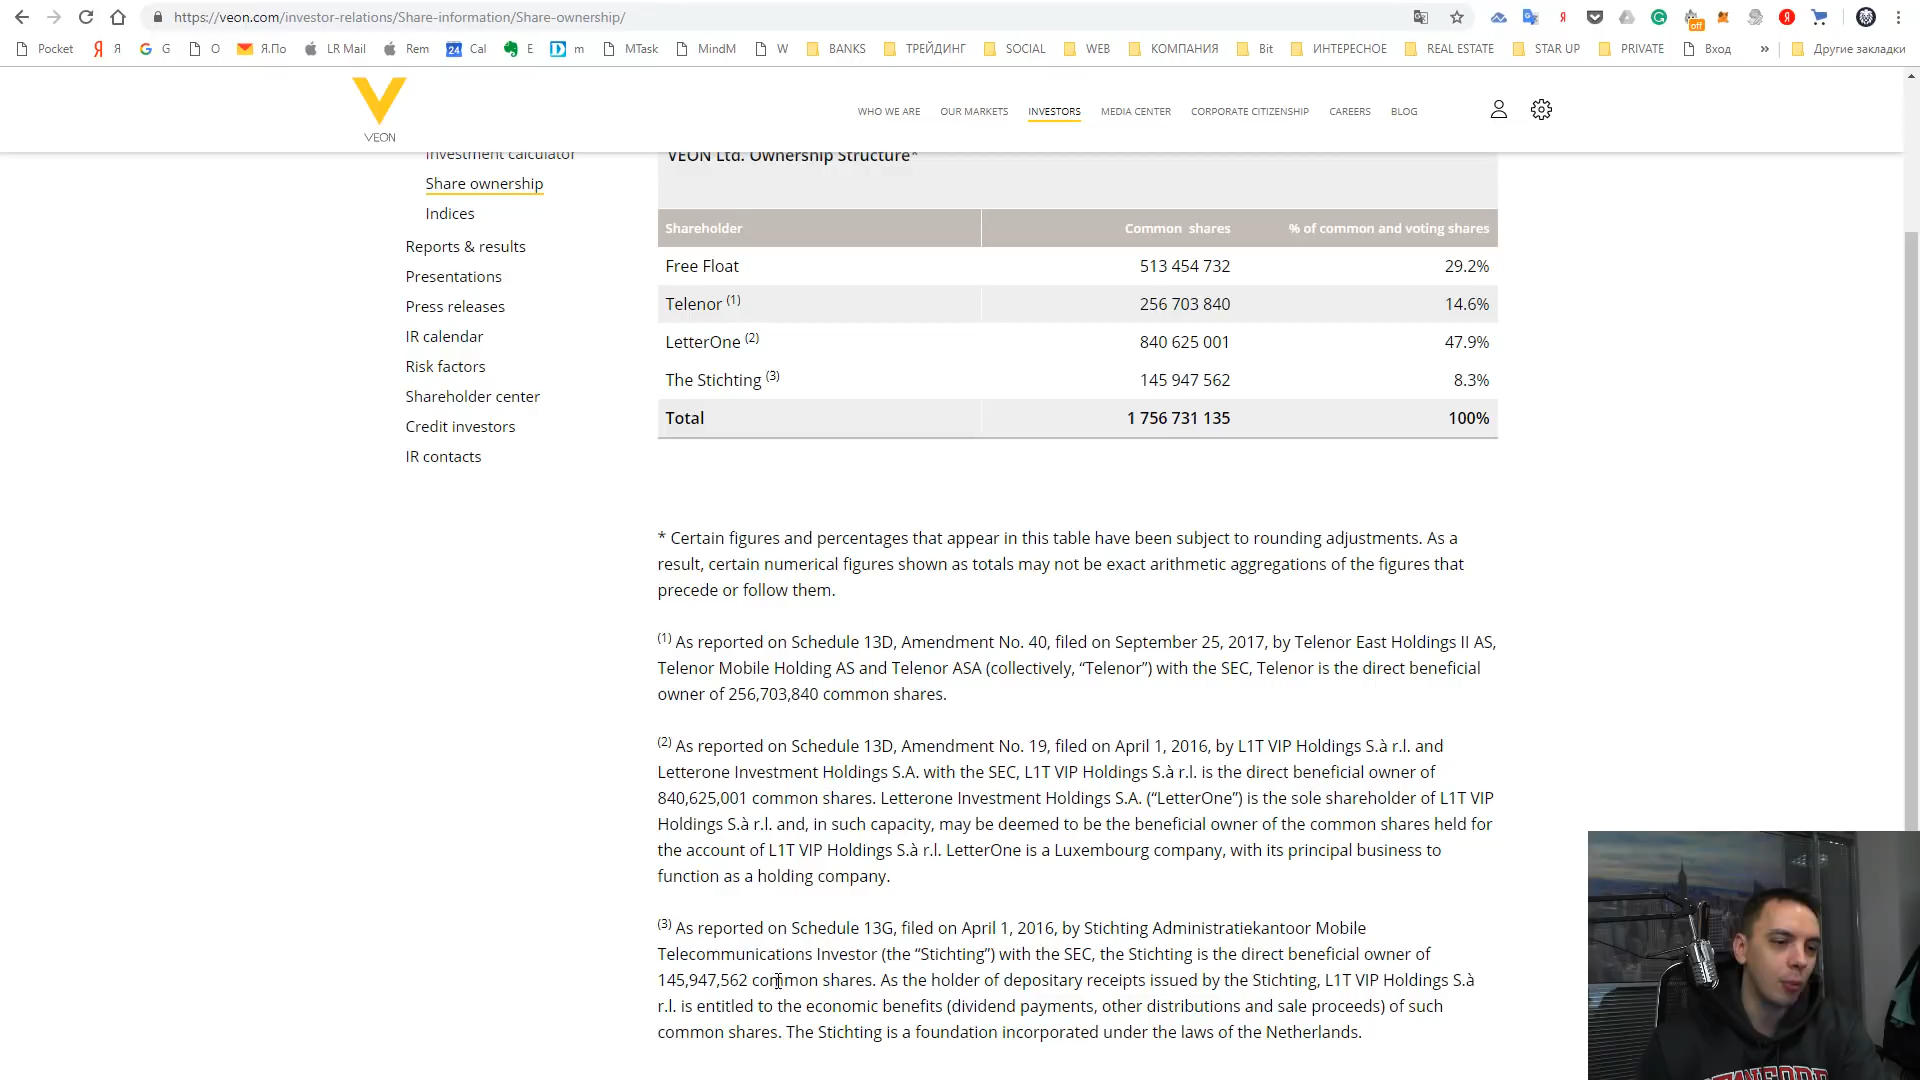 https://veon.com/investor-relations/Share-information/Share-ownership/
Pocket Я G O Я.По LR Mail Rem 24 Cal E m MTask MindM W BANKS ТРЕЙДИНГ SOCIAL WEB КОМПАНИЯ Bit ИНТЕРЕСНОЕ REAL ESTATE STAR UP PRIVATE Вход » Другие закладки
off
VEON
WHO WE ARE OUR MARKETS INVESTORS MEDIA CENTER CORPORATE CITIZENSHIP CAREERS BLOG
Investment calculator
Share ownership
Indices
Reports & results
Presentations
Press releases
IR calendar
Risk factors
Shareholder center
Credit investors
IR contacts
VEON Ltd. Ownership Structure*
Shareholder Common shares % of common and voting shares
Free Float 513 454 732 29.2%
Telenor (1) 256 703 840 14.6%
LetterOne (2) 840 625 001 47.9%
The Stichting (3) 145 947 562 8.3%
Total 1 756 731 135 100%
* Certain figures and percentages that appear in this table have been subject to rounding adjustments. As a
result, certain numerical figures shown as totals may not be exact arithmetic aggregations of the figures that
precede or follow them.
(1) As reported on Schedule 13D, Amendment No. 40, filed on September 25, 2017, by Telenor East Holdings II AS,
Telenor Mobile Holding AS and Telenor ASA (collectively, “Telenor”) with the SEC, Telenor is the direct beneficial
owner of 256,703,840 common shares.
(2) As reported on Schedule 13D, Amendment No. 19, filed on April 1, 2016, by L1T VIP Holdings S.à r.l. and
Letterone Investment Holdings S.A. with the SEC, L1T VIP Holdings S.à r.l. is the direct beneficial owner of
840,625,001 common shares. Letterone Investment Holdings S.A. (“LetterOne”) is the sole shareholder of L1T VIP
Holdings S.à r.l. and, in such capacity, may be deemed to be the beneficial owner of the common shares held for
the account of L1T VIP Holdings S.à r.l. LetterOne is a Luxembourg company, with its principal business to
function as a holding company.
(3) As reported on Schedule 13G, filed on April 1, 2016, by Stichting Administratiekantoor Mobile
Telecommunications Investor (the “Stichting”) with the SEC, the Stichting is the direct beneficial owner of
145,947,562 common shares. As the holder of depositary receipts issued by the Stichting, L1T VIP Holdings S.à
r.l. is entitled to the economic benefits (dividend payments, other distributions and sale proceeds) of such
common shares. The Stichting is a foundation incorporated under the laws of the Netherlands.